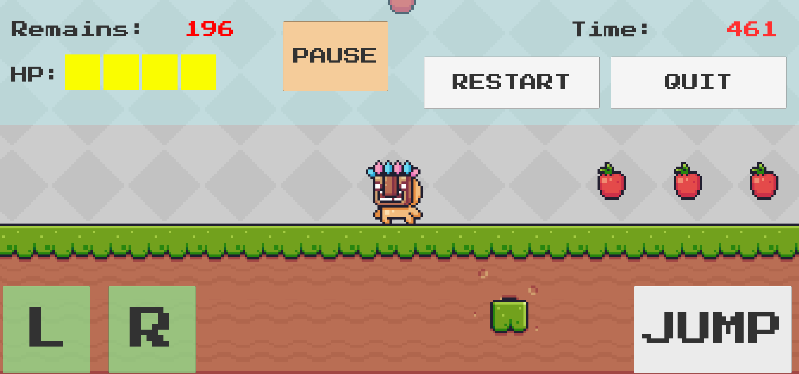 Remains: 196
HP:
PAUSE
Time: 461
RESTART
QUIT
L
R
JUMP